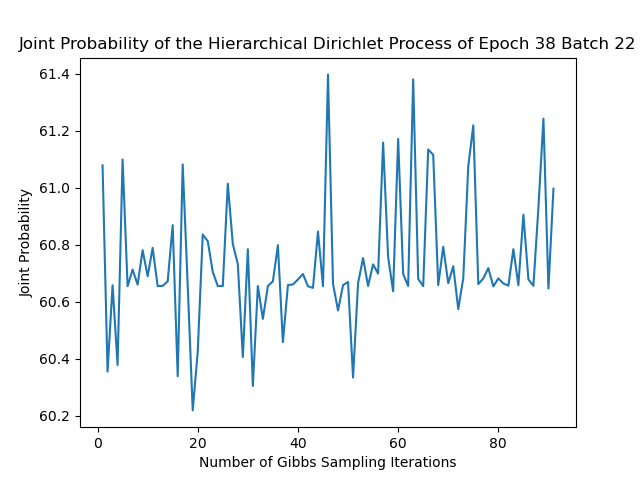 Joint Probability of the Hierarchical Dirichlet Process of Epoch 38 Batch 22
61.4
61.2
61.0
60.8
60.6
60.4
60.2
Joint Probability
0 20 40 60 80
Number of Gibbs Sampling Iterations